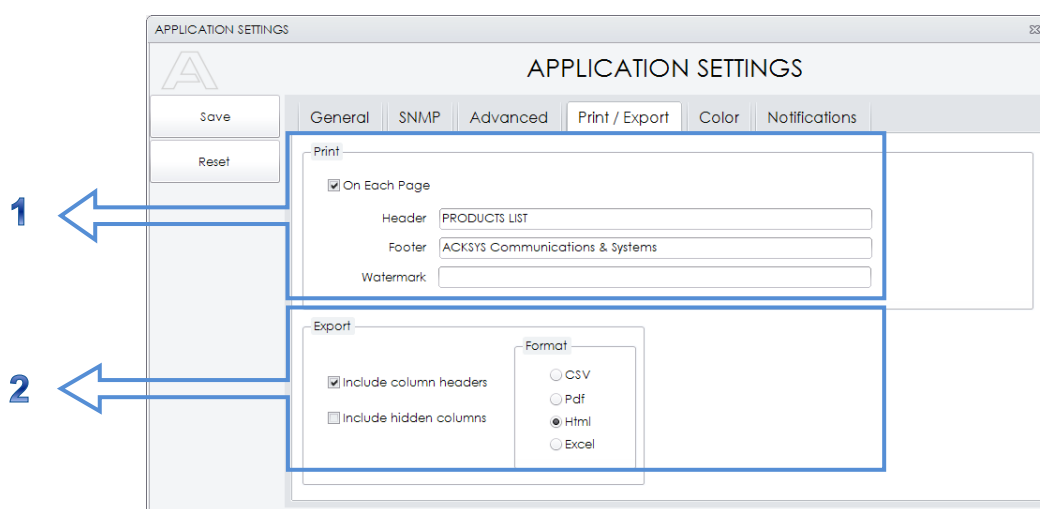 APPLICATION SETTINGS
APPLICATION SETTINGS
Save
Reset
General SNMP Advanced Print / Export Color Notifications
Print
On Each Page
1
Header PRODUCTS LIST
Footer ACKSYS Communications & Systems
Watermark
Export
Format
CSV
2
Include column headers
Pdf
Include hidden columns
Html
Excel